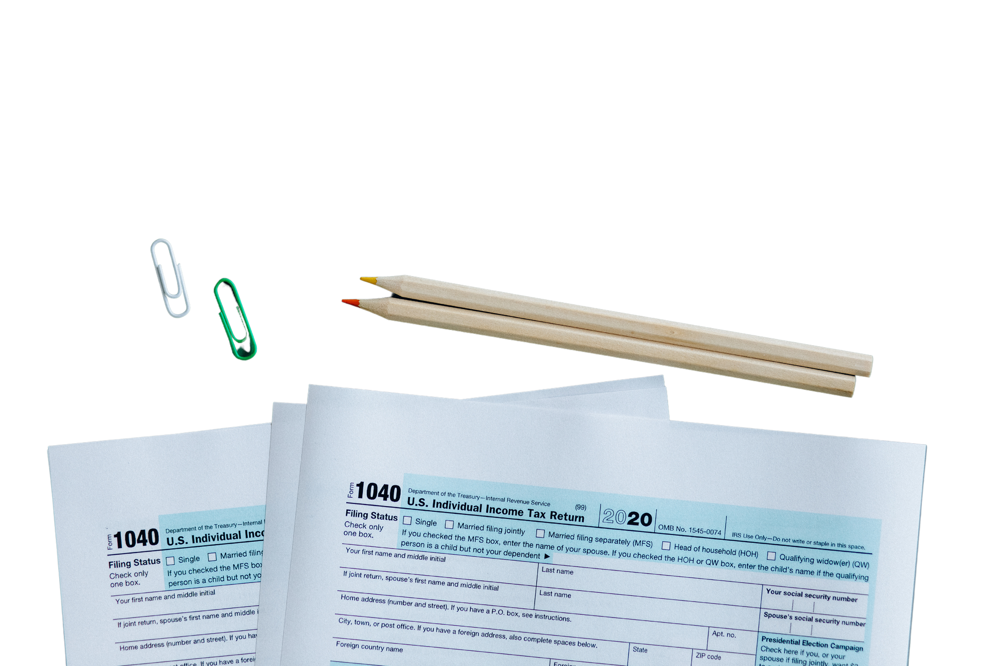 Form 1040
Department of the Treasury—Internal
U.S. Individual Inc
Filing Status
Check only
one box.
Single
Married filing
If you checked the MFS box
person is a child but not yo
Your first name and middle initial
If joint return, spouse's first name and middle i
Home address (number and street). If you ha
office. If you have a forei
Form 1040
Department of the Treasury—Internal Revenue Service
(99)
U.S. Individual Income Tax Return
2020
OMB No. 1545-0074
IRS Use Only—Do not write or staple in this space.
Filing Status
Check only
one box.
Single
Married filing jointly
Married filing separately (MFS)
Head of household (HOH)
Qualifying widow(er) (QW)
If you checked the MFS box, enter the name of your spouse. If you checked the HOH or QW box, enter the child's name if the qualifying
person is a child but not your dependent ▶
Your first name and middle initial
Last name
Your social security number
If joint return, spouse's first name and middle initial
Last name
Spouse's social security number
Home address (number and street). If you have a P.O. box, see instructions.
Apt. no.
Presidential Election Campaign
Check here if you, or your
spouse if filing jointly, want $3
City, town, or post office. If you have a foreign address, also complete spaces below.
State
ZIP code
Foreign country name